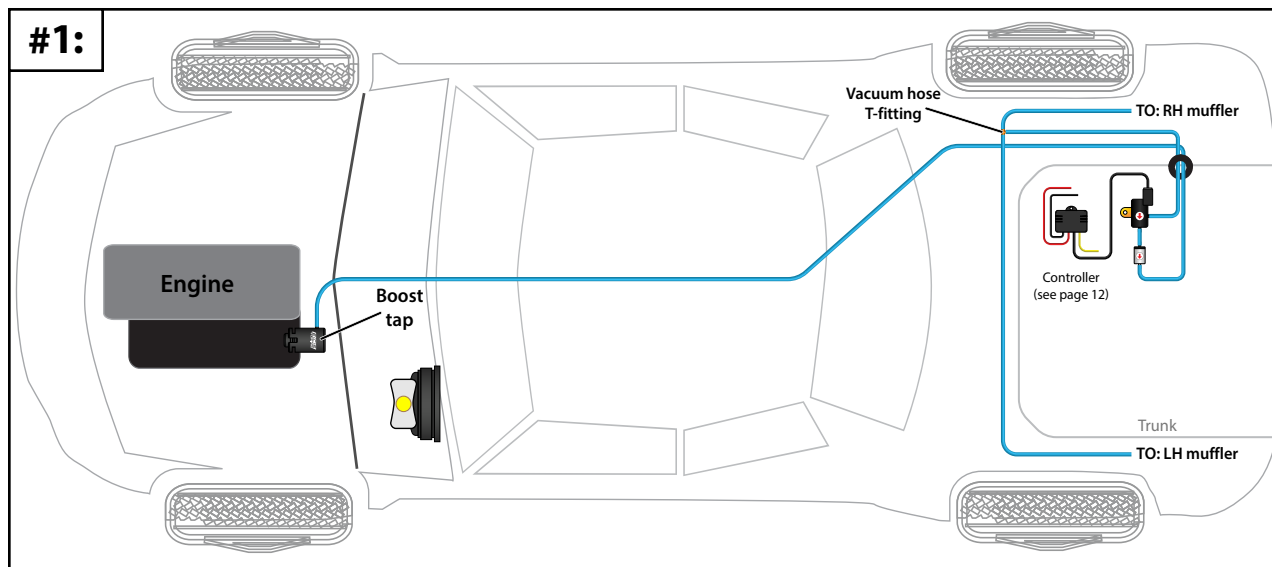 #1:
Vacuum hose
T-fitting
TO: RH muffler
Engine
Boost
tap
Controller
(see page 12)
Trunk
TO: LH muffler